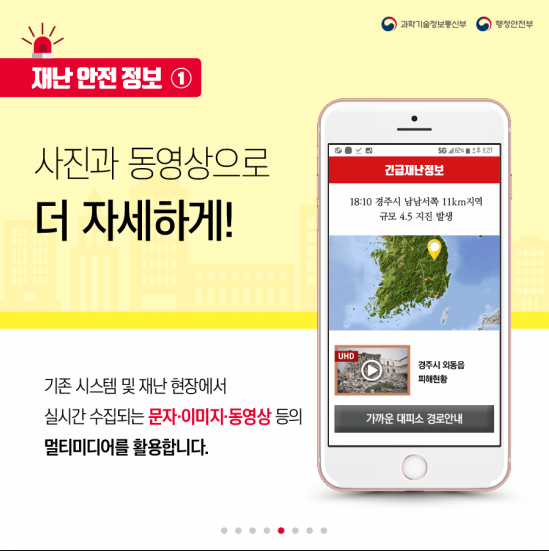 과학기술정보통신부 행정안전부
재난 안전 정보 ①
사진과 동영상으로
더 자세하게!
5G 62% 오후 3:27
긴급재난정보
18:10 경주시 남남서쪽 11km지역
규모 4.5 지진 발생
UHD
경주시 외동읍
피해현황
가까운 대피소 경로안내
기존 시스템 및 재난 현장에서
실시간 수집되는 문자·이미지·동영상 등의
멀티미디어를 활용합니다.